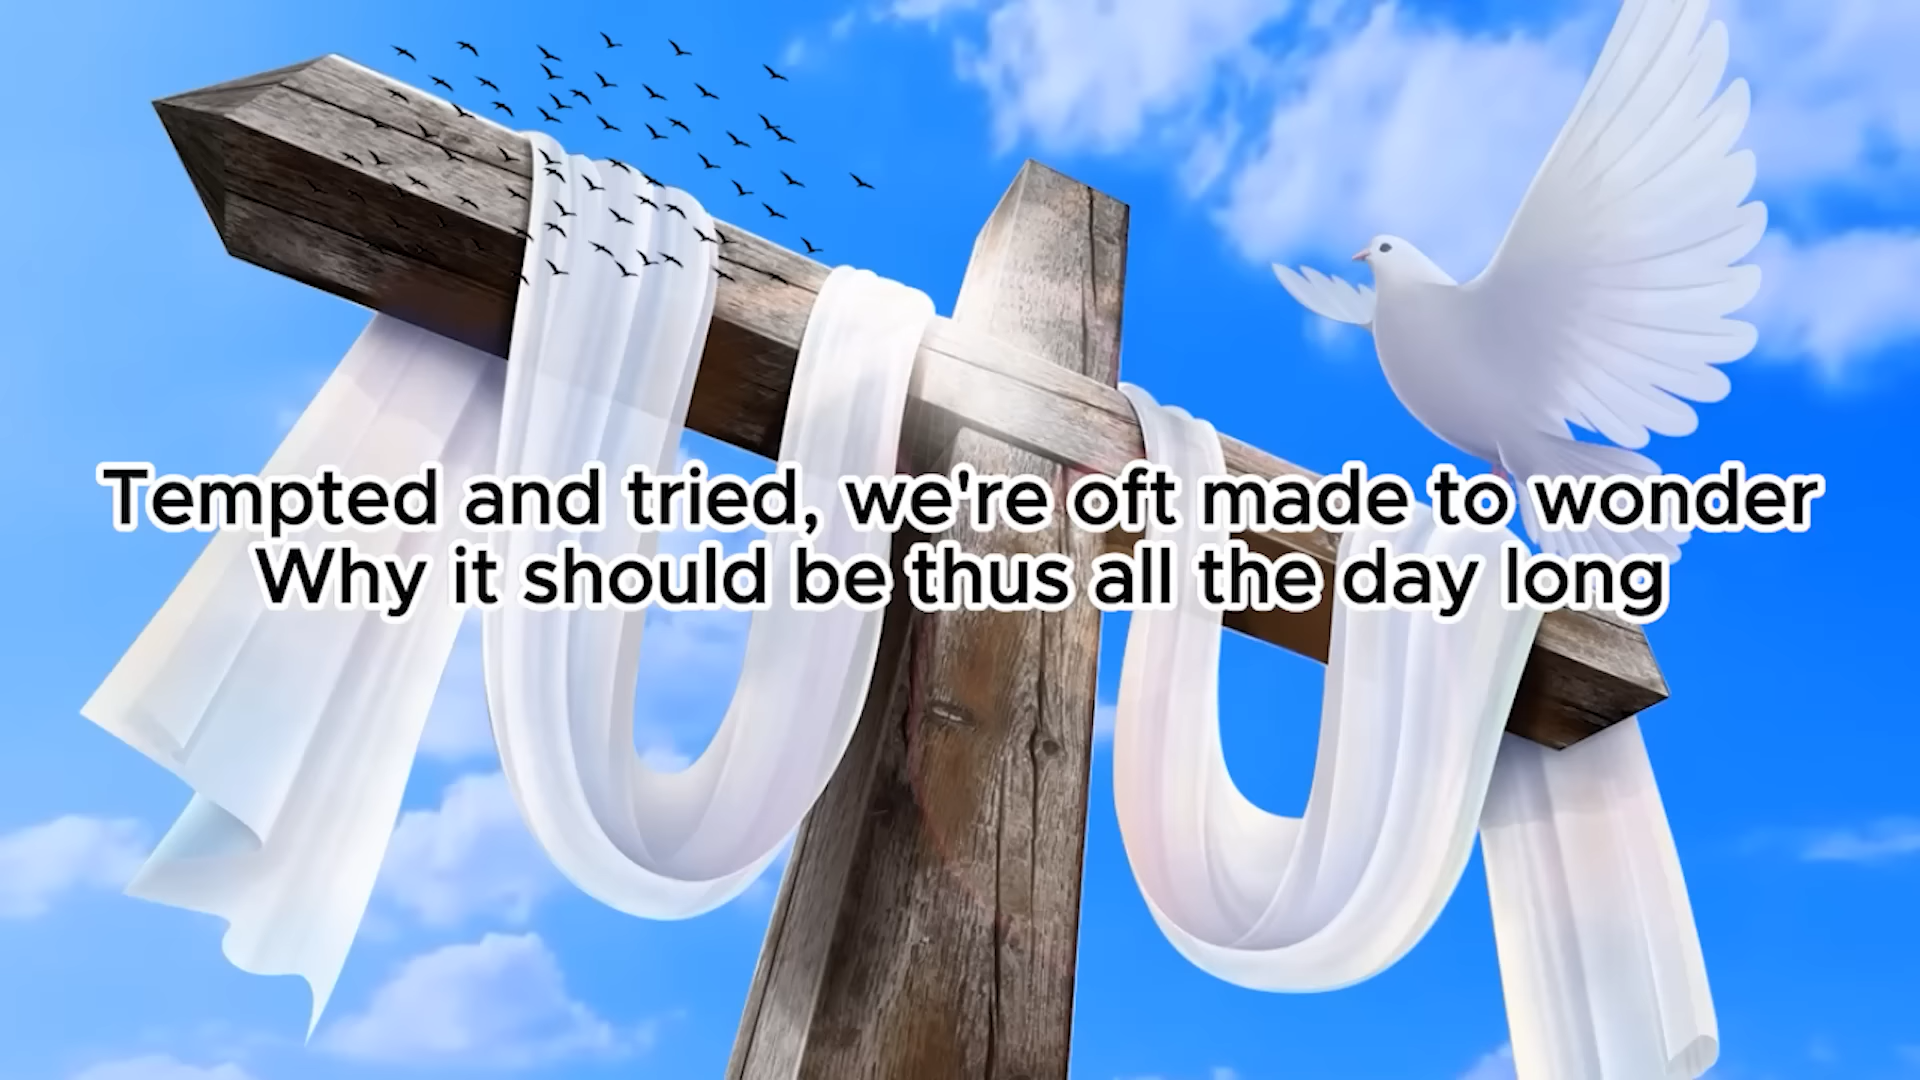 Tempted and tried, we're oft made to wonder
Why it should be thus all the day long